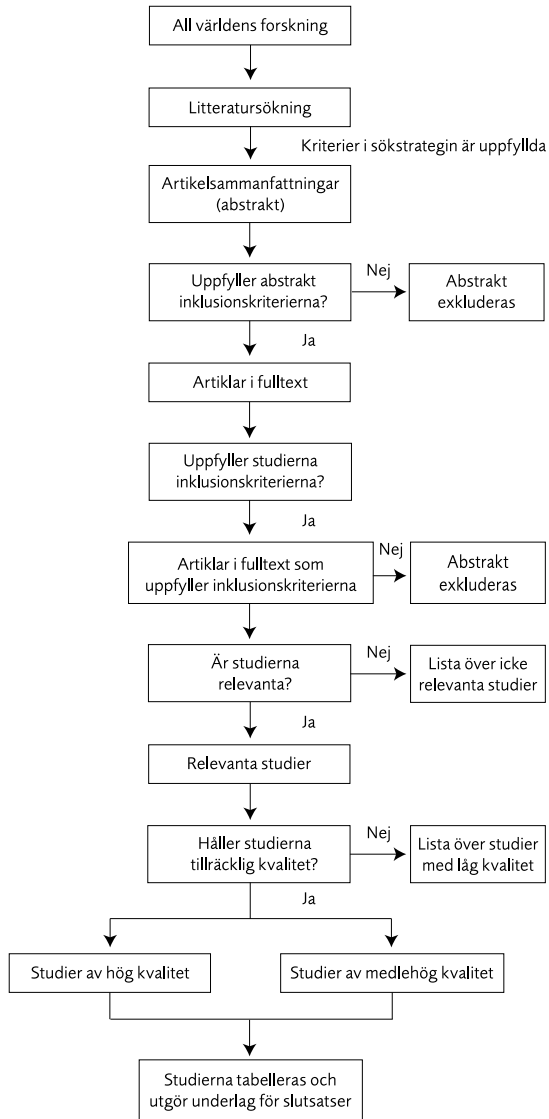 All världens forskning
Litteratursökning
Kriterier i sökstrategin är uppfyllda
Artikelsammanfattningar
(abstrakt)
Uppfyller abstrakt
inklusionskriterierna?
Nej
Abstrakt
exkluderas
Ja
Artiklar i fulltext
Uppfyller studierna
inklusionskriterierna?
Ja
Artiklar i fulltext som
uppfyller inklusionskriterierna
Nej
Abstrakt
exkluderas
Är studierna
relevanta?
Nej
Lista över icke
relevanta studier
Ja
Relevanta studier
Håller studierna
tillräcklig kvalitet?
Nej
Lista över studier
med låg kvalitet
Ja
Studier av hög kvalitet
Studier av medlehög kvalitet
Studierna tabelleras och
utgör underlag för slutsatser